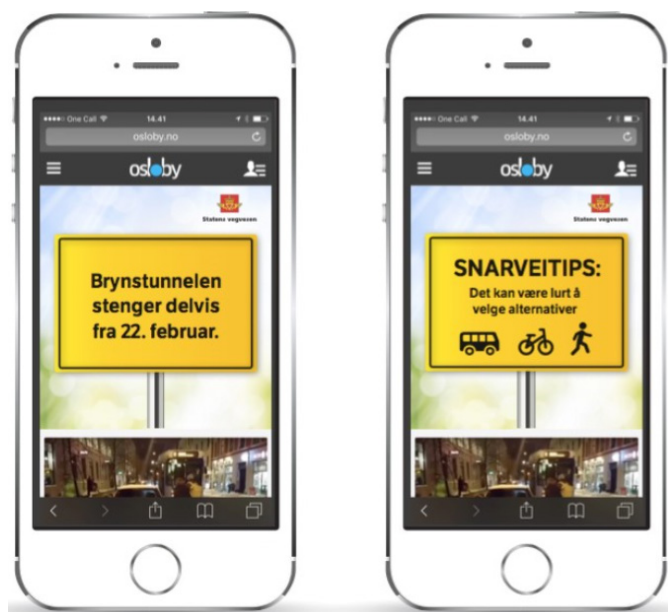 One Call 14.41
osloby.no
osloby
Statens vegvesen
Brynstunnelen
stenger delvis
fra 22. februar.
One Call 14.41
osloby.no
osloby
Statens vegvesen
SNARVEITIPS:
Det kan være lurt å
velge alternativer